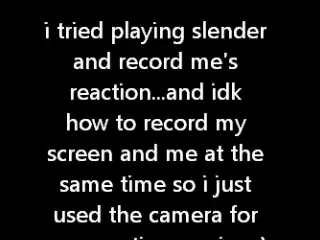 i tried playing slender
and record me's
reaction...and idk
how to record my
screen and me at the
same time so i just
used the camera for